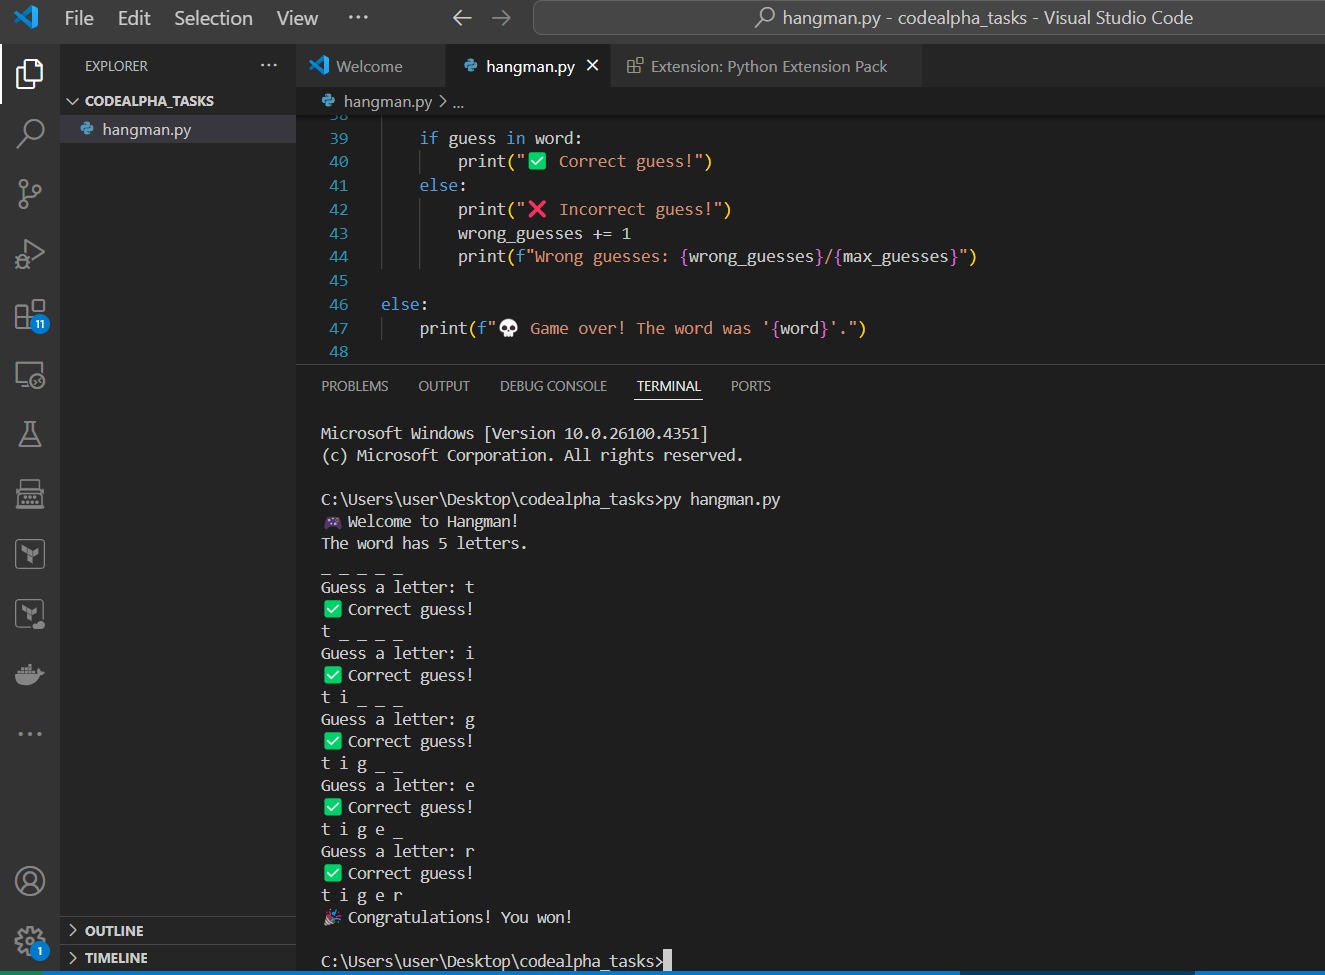 File Edit Selection View ···
hangman.py - codealpha_tasks - Visual Studio Code
EXPLORER ···
CODEALPHA_TASKS
hangman.py
11
OUTLINE
TIMELINE
1
Welcome hangman.py × Extension: Python Extension Pack
hangman.py > ...
38
39 if guess in word:
40 print("✅ Correct guess!")
41 else:
42 print("❌ Incorrect guess!")
43 wrong_guesses += 1
44 print(f"Wrong guesses: {wrong_guesses}/{max_guesses}")
45
46 else:
47 print(f"💀 Game over! The word was '{word}'.")
48
PROBLEMS OUTPUT DEBUG CONSOLE TERMINAL PORTS
Microsoft Windows [Version 10.0.26100.4351]
(c) Microsoft Corporation. All rights reserved.
C:\Users\user\Desktop\codealpha_tasks>py hangman.py
🎮 Welcome to Hangman!
The word has 5 letters.
_ _ _ _ _
Guess a letter: t
✅ Correct guess!
t _ _ _ _
Guess a letter: i
✅ Correct guess!
t i _ _ _
Guess a letter: g
✅ Correct guess!
t i g _ _
Guess a letter: e
✅ Correct guess!
t i g e _
Guess a letter: r
✅ Correct guess!
t i g e r
🎉 Congratulations! You won!
C:\Users\user\Desktop\codealpha_tasks>